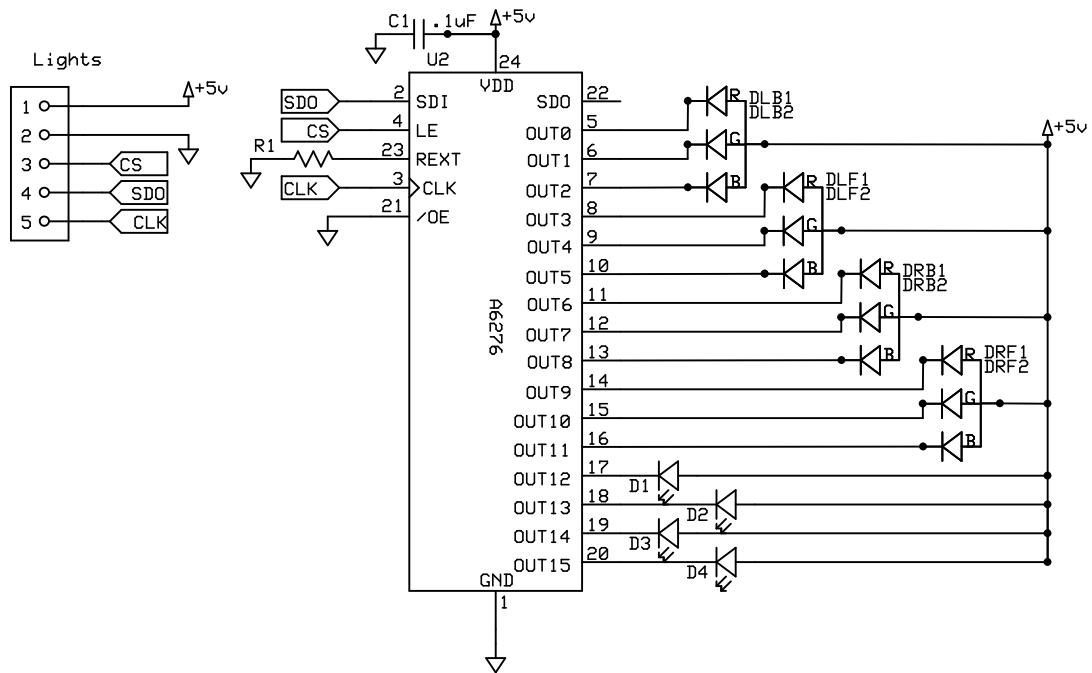 Lights
1
+5v
2
3
CS
4
SDO
5
CLK
C1
.1uF
+5v
U2
24
VDD
SDO
2
SDI
CS
4
LE
R1
23
REXT
CLK
3
CLK
21
/OE
A6276
GND
1
SDO
22
OUT0
5
OUT1
6
OUT2
7
OUT3
8
OUT4
9
OUT5
10
OUT6
11
OUT7
12
OUT8
13
OUT9
14
OUT10
15
OUT11
16
OUT12
17
OUT13
18
OUT14
19
OUT15
20
R
DLB1
DLB2
G
B
R
DLF1
DLF2
G
B
R
DRB1
DRB2
G
B
R
DRF1
DRF2
G
B
D1
D2
D3
D4
+5v